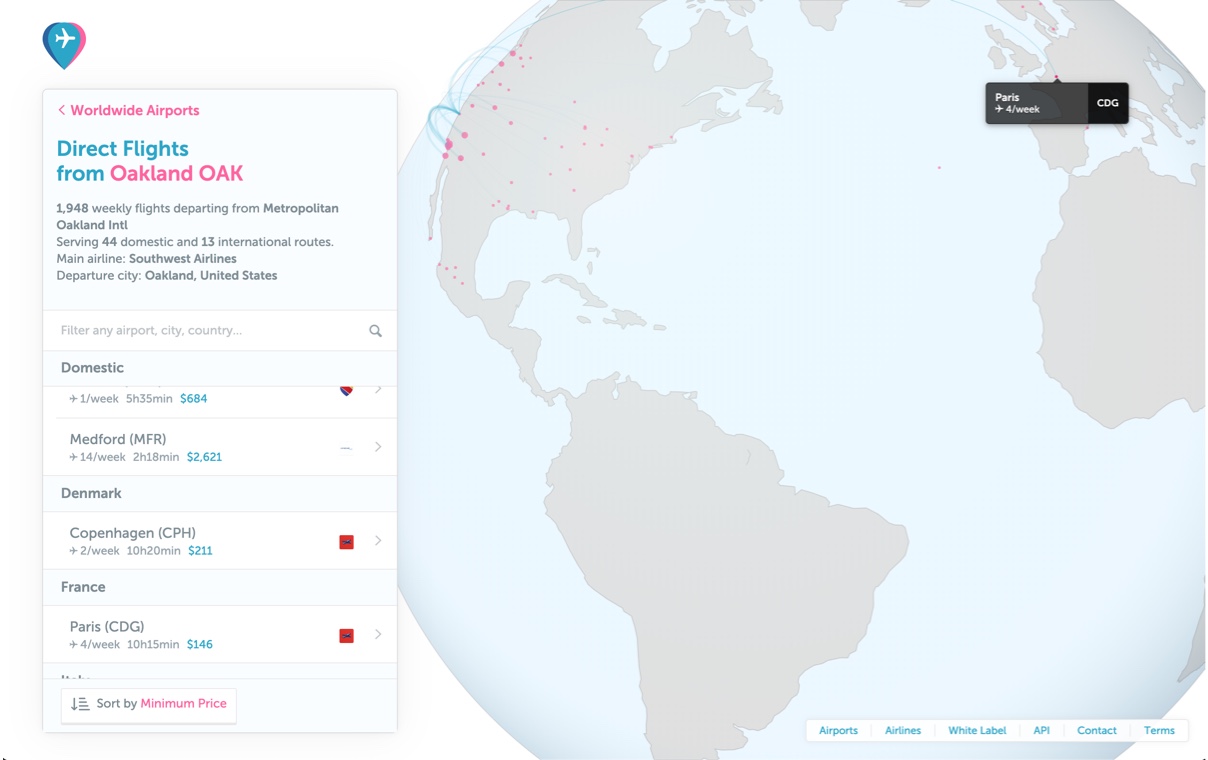 Worldwide Airports
Direct Flights
from Oakland OAK
1,948 weekly flights departing from Metropolitan
Oakland Intl
Serving 44 domestic and 13 international routes.
Main airline: Southwest Airlines
Departure city: Oakland, United States
Filter any airport, city, country...
Domestic
1/week 5h35min $684
Medford (MFR)
14/week 2h18min $2,621
Denmark
Copenhagen (CPH)
2/week 10h20min $211
France
Paris (CDG)
4/week 10h15min $146
Sort by Minimum Price
Paris
4/week
CDG
Airports Airlines White Label API Contact Terms